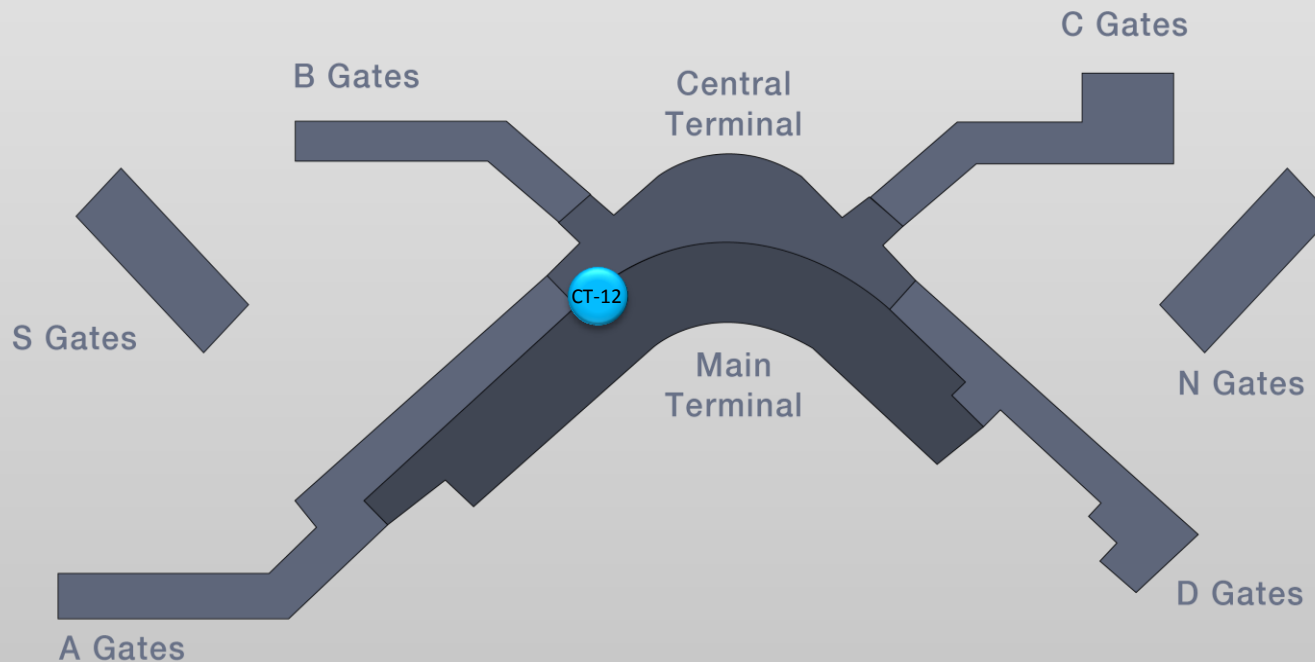 C Gates
B Gates
Central
Terminal
CT-12
S Gates
Main
Terminal
N Gates
D Gates
A Gates